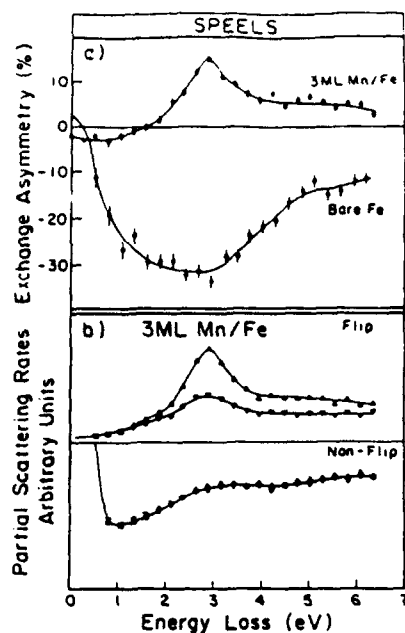 SPEELS
c)
3ML Mn/Fe
Bare Fe
Exchange Asymmetry (%)
10
0
-10
-20
-30
b) 3ML Mn/Fe
Flip
Non-Flip
Partial Scattering Rates
Arbitrary Units
0 1 2 3 4 5 6 7
Energy Loss (eV)